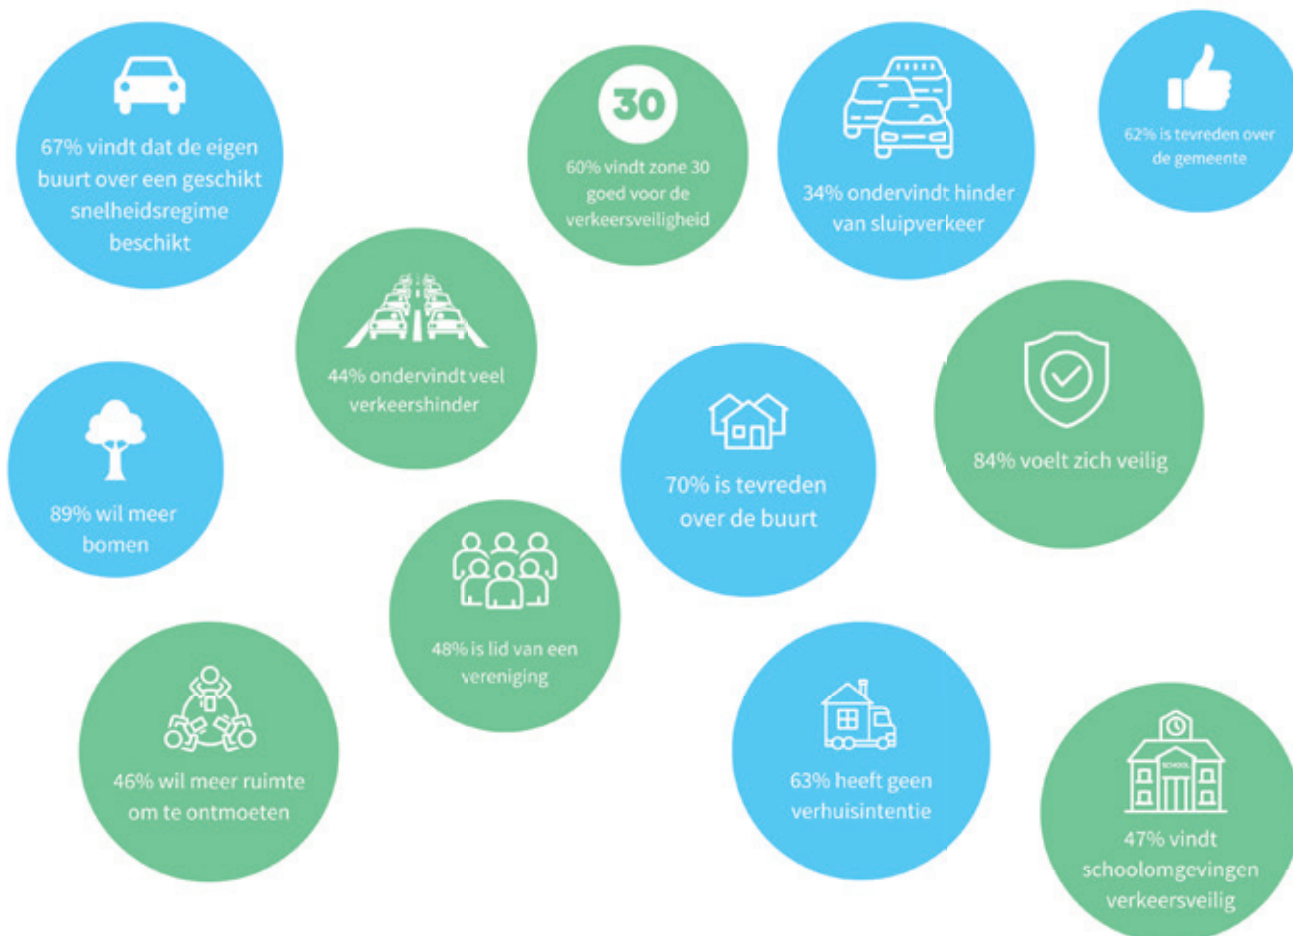 67% vindt dat de eigen
buurt over een geschikt
snelheidsregime
beschikt
30
60% vindt zone 30
goed voor de
verkeersveiligheid
34% ondervindt hinder
van sluipverkeer
62% is tevreden over
de gemeente
44% ondervindt veel
verkeershinder
89% wil meer
bomen
70% is tevreden
over de buurt
84% voelt zich veilig
48% is lid van een
vereniging
46% wil meer ruimte
om te ontmoeten
63% heeft geen
verhuisintentie
SCHOOL
47% vindt
schoolomgevingen
verkeersveilig